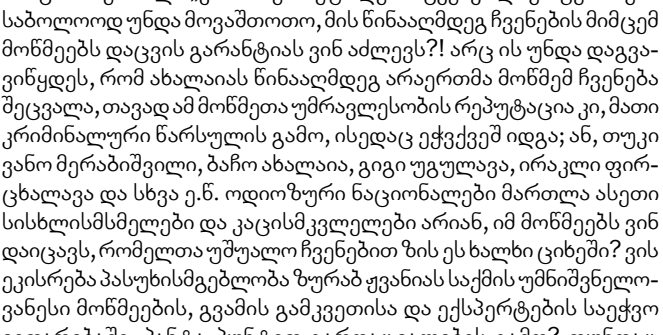 საბოლოოდ უნდა მოვაშთოთო, მის წინააღმდეგ ჩვენების მიმცემ
მოწმეებს დაცვის გარანტიას ვინ აძლევს?! არც ის უნდა დაგვა-
ვიწყდეს, რომ ახალაიას წინააღმდეგ არაერთმა მოწმემ ჩვენება
შეცვალა, თავად ამ მოწმეთა უმრავლესობის რეპუტაცია კი, მათი
კრიმინალური წარსულის გამო, ისედაც ეჭვქვეშ იდგა; ან, თუკი
ვანო მერაბიშვილი, ბაჩო ახალაია, გიგი უგულავა, ირაკლი ფირ-
ცხალავა და სხვა ე.წ. ოდიოზური ნაციონალები მართლა ასეთი
სისხლისმსმელები და კაცისმკვლელები არიან, იმ მოწმეებს ვინ
დაიცავს, რომელთა უშუალო ჩვენებით ზის ეს ხალხი ციხეში? ვის
ეკისრება პასუხისმგებლობა ზურაბ ჟვანიას საქმის უმნიშვნელო-
ვანესი მოწმეების, გვამის გამკვეთისა და ექსპერტების საეჭვო